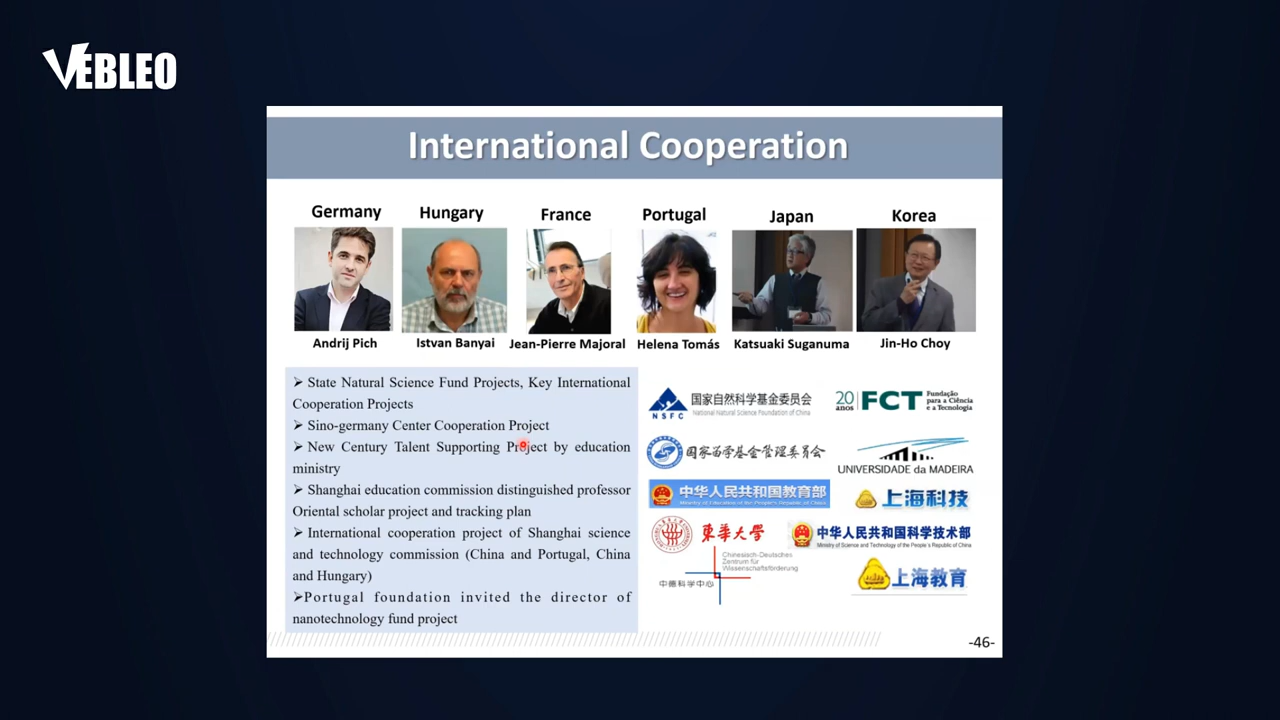 VEBLEO
International Cooperation
Germany
Hungary
France
Portugal
Japan
Korea
Andrij Pich
Istvan Banyai
Jean-Pierre Majoral
Helena Tomás
Katsuaki Suganuma
Jin-Ho Choy
➢ State Natural Science Fund Projects, Key International
Cooperation Projects
➢ Sino-germany Center Cooperation Project
➢ New Century Talent Supporting Project by education
ministry
➢ Shanghai education commission distinguished professor
Oriental scholar project and tracking plan
➢ International cooperation project of Shanghai science
and technology commission (China and Portugal, China
and Hungary)
➢Portugal foundation invited the director of
nanotechnology fund project
NSFC
国家自然科学基金委员会
National Natural Science Foundation of China
20 anos
FCT
Fundação
para a Ciência
e a Tecnologia
国家留学基金管理委员会
UNIVERSIDADE da MADEIRA
中华人民共和国教育部
Ministry of Education of the People's Republic of China
上海科技
東華大學
中华人民共和国科学技术部
Ministry of Science and Technology of the People's Republic of China
Chinesisch-Deutsches
Zentrum für
Wissenschaftsförderung
中德科学中心
上海教育
-46-